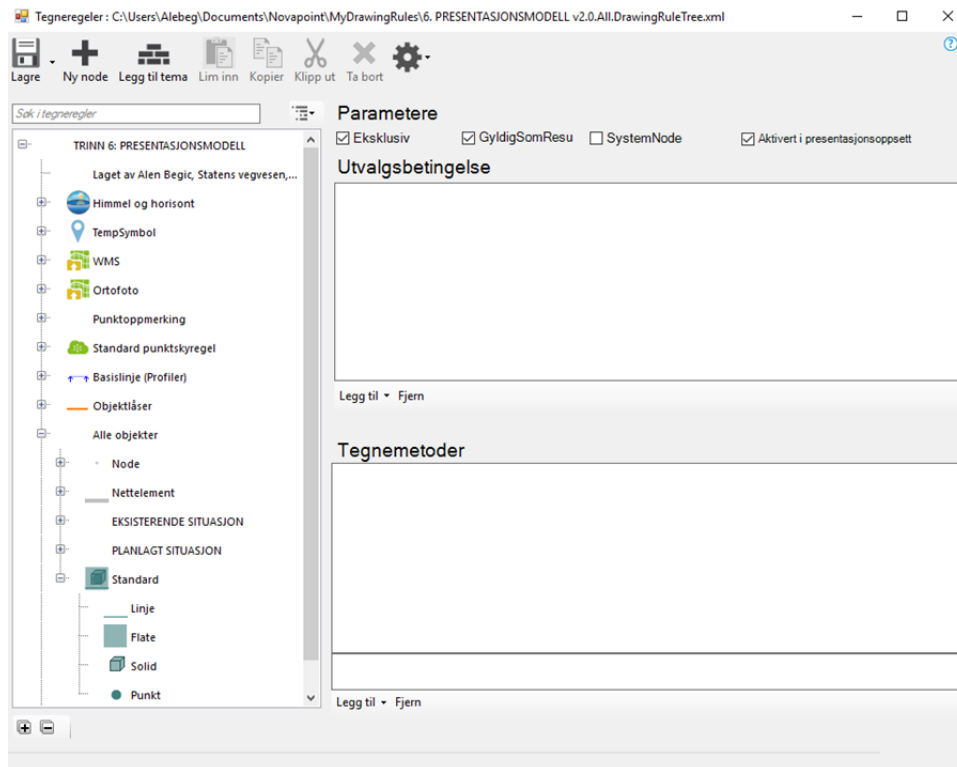 Tegneregeler : C:\Users\Alebeg\Documents\Novapoint\MyDrawingRules\6. PRESENTASJONSMODELL v2.0.All.DrawingRuleTree.xml
Lagre Ny node Legg til tema Lim inn Kopier Klipp ut Ta bort
Søk i tegneregler
TRINN 6: PRESENTASJONSMODELL
Laget av Alen Begic, Statens vegvesen,...
Himmel og horisont
TempSymbol
WMS
Ortofoto
Punktoppmerking
Standard punktskyregel
Basislinje (Profiler)
Objektlåser
Alle objekter
Node
Nettelement
EKSISTERENDE SITUASJON
PLANLAGT SITUASJON
Standard
Linje
Flate
Solid
Punkt
Parametere
Eksklusiv GyldigSomResu SystemNode Aktivert i presentasjonsoppsett
Utvalgsbetingelse
Legg til Fjern
Tegnemetoder
Legg til Fjern